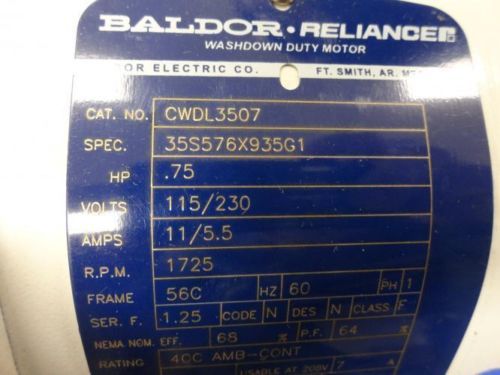 BALDOR · RELIANCE
WASHDOWN DUTY MOTOR
OR ELECTRIC CO. FT. SMITH, AR.
CAT. NO. CWDL3507
SPEC. 35S576X935G1
HP .75
VOLTS 115/230
AMPS 11/5.5
R.P.M. 1725
FRAME 56C HZ 60 PH 1
SER. F. 1.25 CODE N DES N CLASS F
NEMA NOM. EFF. 68 % P.F. 64 %
RATING 40C AMB-CONT
USABLE AT 208V 7 A